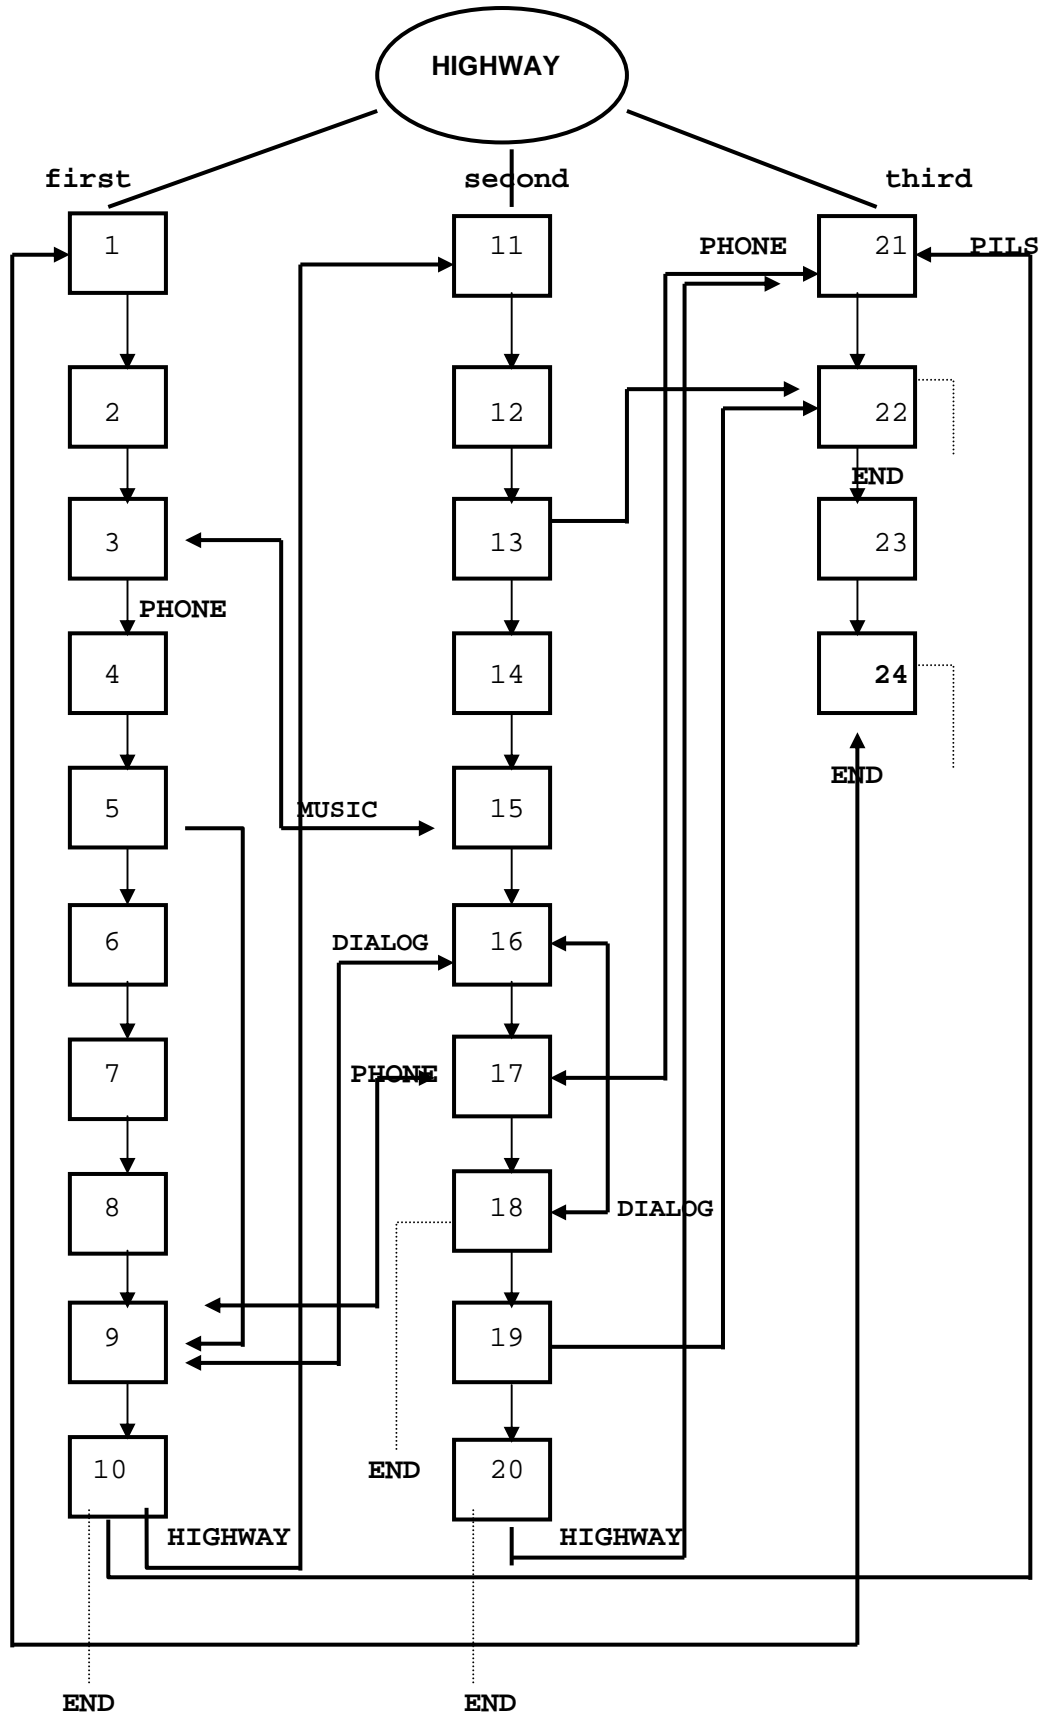 HIGHWAY
first
second
third
1
11
PHONE
21
PILS
2
12
22
END
3
13
23
PHONE
4
14
24
END
5
MUSIC
15
6
DIALOG
16
7
PHONE
17
8
18
DIALOG
9
19
10
END
20
HIGHWAY
HIGHWAY
END
END